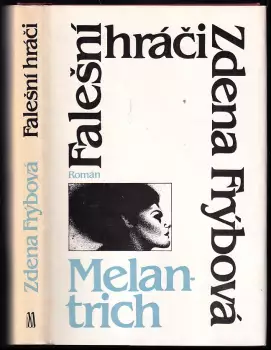 Zdena Frýbová Falešní hráči
Falešní
hráči
Zdena Frýbová
Román
Melan-
trich